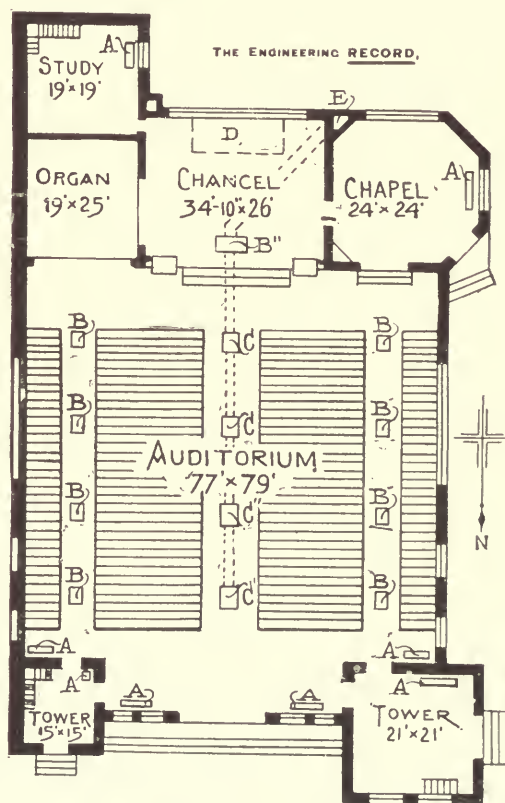 THE ENGINEERING RECORD,
A
STUDY
19'×19'
E
D
ORGAN
19'×25'
CHANCEL
34'-10"×26'
CHAPEL
24'×24'
A
B"
B
C
B
B
C
B
AUDITORIUM
77'×79'
B
C"
B
N
B
C"
B
A
A
A
A
A
A
TOWER
15'×15'
TOWER
21'×21'